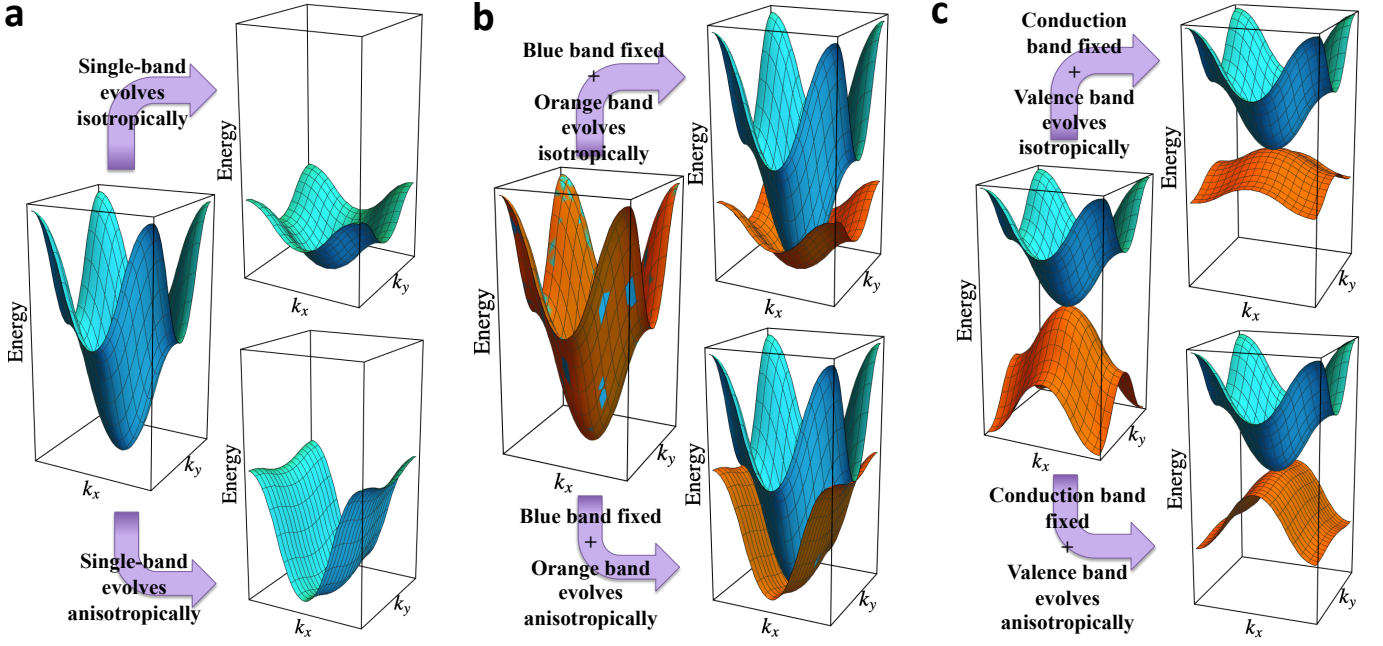 a
Single-band
evolves
isotropically
Energy
k_x
k_y
Energy
k_x
k_y
Single-band
evolves
anisotropically
Energy
k_x
k_y
b
Blue band fixed
+
Orange band
evolves
isotropically
Energy
k_x
k_y
Energy
k_x
k_y
Blue band fixed
+
Orange band
evolves
anisotropically
Energy
k_x
k_y
c
Conduction
band fixed
+
Valence band
evolves
isotropically
Energy
k_x
k_y
Energy
k_x
k_y
Conduction band
fixed
+
Valence band
evolves
anisotropically
Energy
k_x
k_y